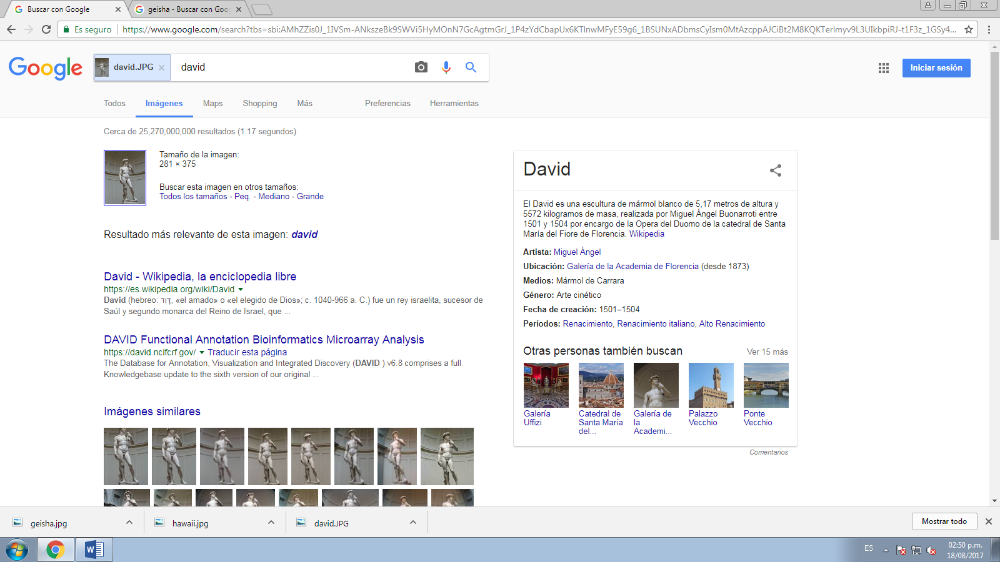 Buscar con Google
geisha - Buscar con Goo
Es seguro
https://www.google.com/search?tbs=sbi:AMhZZis0J_1IVSm-ANkszeBk9SWVi5HyMOnN7GcAgtmGrJ_1P4zYdCbapUx6KTlnwMFyE59g6_1BSUNxADbmsCyIsm0MtAzcppAJCiBt2M8KQKTerlmyv9L3UIkbpiRJ-t1F3z_1GSy4...
Google
david.JPG
david
Iniciar sesión
Todos Imágenes Maps Shopping Más Preferencias Herramientas
Cerca de 25,270,000,000 resultados (1.17 segundos)
Tamaño de la imagen:
281 × 375
Buscar esta imagen en otros tamaños:
Todos los tamaños - Peq. - Mediano - Grande
Resultado más relevante de esta imagen: david
David - Wikipedia, la enciclopedia libre
https://es.wikipedia.org/wiki/David
David (hebreo: דָּוִד, «el amado» o «el elegido de Dios»; c. 1040-966 a. C.) fue un rey israelita, sucesor de
Saúl y segundo monarca del Reino de Israel, que ...
DAVID Functional Annotation Bioinformatics Microarray Analysis
https://david.ncifcrf.gov/ Traducir esta página
The Database for Annotation, Visualization and Integrated Discovery (DAVID ) v6.8 comprises a full
Knowledgebase update to the sixth version of our original ...
Imágenes similares
David
El David es una escultura de mármol blanco de 5,17 metros de altura y
5572 kilogramos de masa, realizada por Miguel Ángel Buonarroti entre
1501 y 1504 por encargo de la Opera del Duomo de la catedral de Santa
María del Fiore de Florencia. Wikipedia
Artista: Miguel Ángel
Ubicación: Galería de la Academia de Florencia (desde 1873)
Medios: Mármol de Carrara
Género: Arte cinético
Fecha de creación: 1501–1504
Períodos: Renacimiento, Renacimiento italiano, Alto Renacimiento
Otras personas también buscan
Ver 15 más
Galería
Uffizi
Catedral de
Santa María
del...
Galería de
la
Academi...
Palazzo
Vecchio
Ponte
Vecchio
Comentarios
geisha.jpg
hawaii.jpg
david.JPG
Mostrar todo
ES
02:50 p.m.
18/08/2017